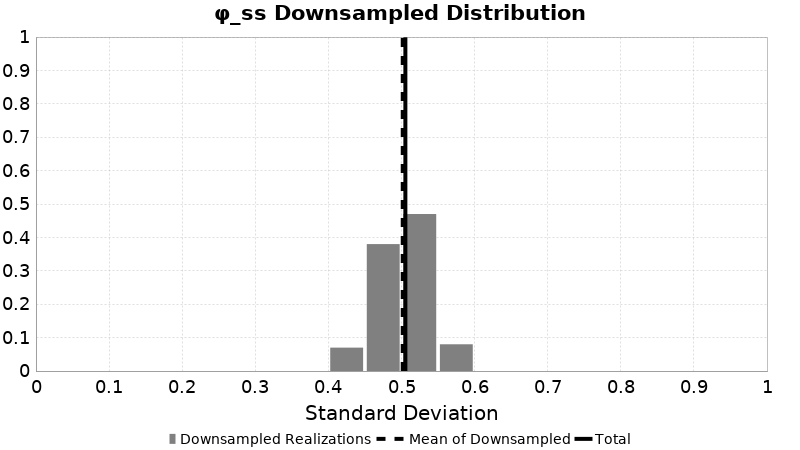 φ_ss Downsampled Distribution
1
0.9
0.8
0.7
0.6
0.5
0.4
0.3
0.2
0.1
0
0 0.1 0.2 0.3 0.4 0.5 0.6 0.7 0.8 0.9 1
Standard Deviation
Downsampled Realizations Mean of Downsampled Total